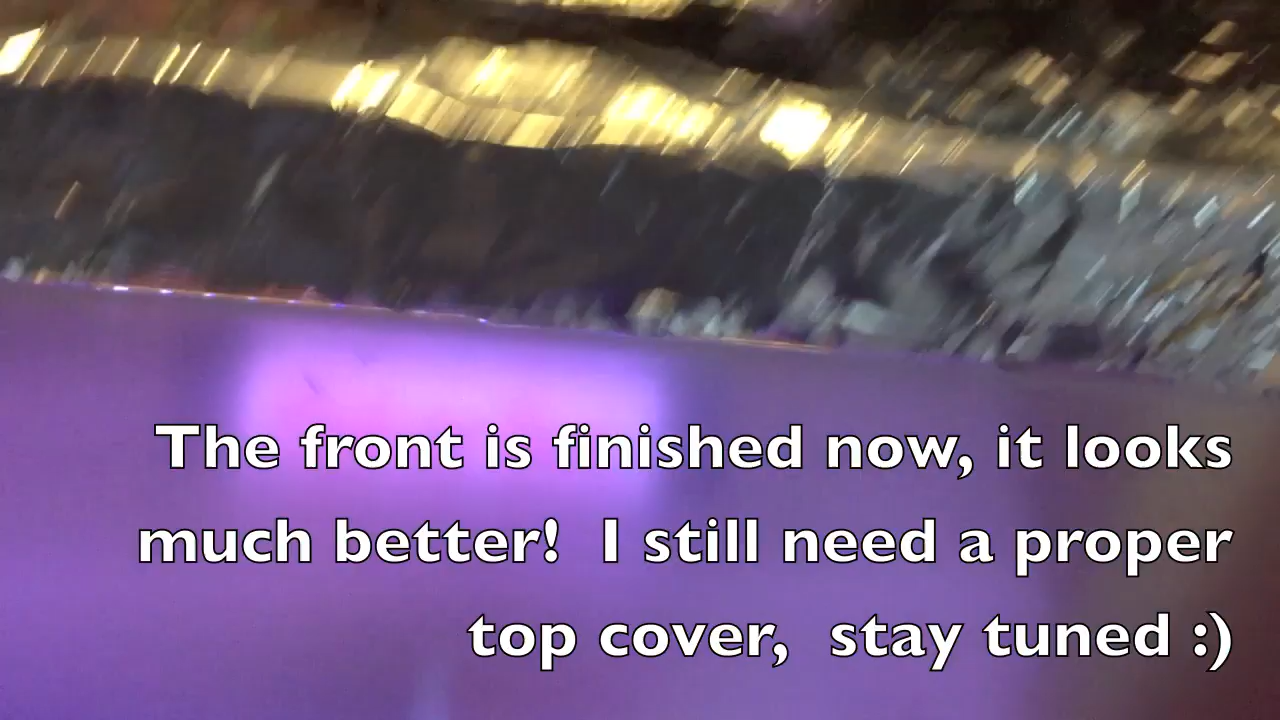 The front is finished now, it looks
much better!  I still need a proper
top cover,  stay tuned :)